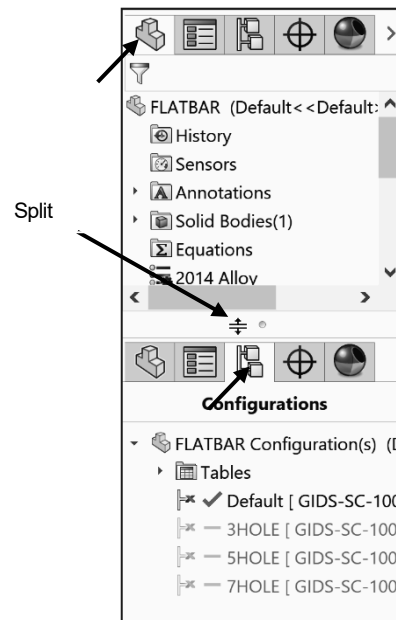 FLATBAR (Default<<Default:
History
Sensors
Annotations
Split
Solid Bodies(1)
Equations
2014 Alloy
Configurations
FLATBAR Configuration(s) (D
Tables
Default [ GIDS-SC-100
3HOLE [ GIDS-SC-100
5HOLE [ GIDS-SC-100
7HOLE [ GIDS-SC-100